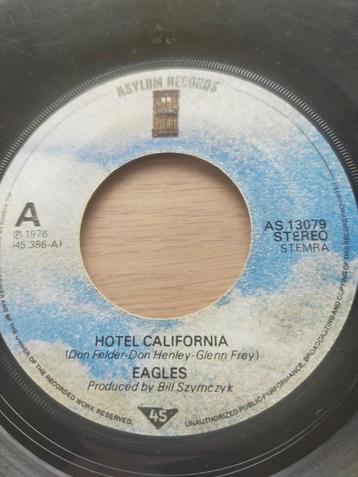 ASYLUM RECORDS
A
℗ 1976
(45.386-A)
AS 13079
STEREO
STEMRA
HOTEL CALIFORNIA
(Don Felder-Don Henley-Glenn Frey)
EAGLES
Produced by Bill Szymczyk
45
OWNER OF THE RECORDED WORK RESERVED.
UNAUTHORIZED PUBLIC PERFORMANCE, BROADCASTING AND COPYING OF THIS RECORD PROHIBITED